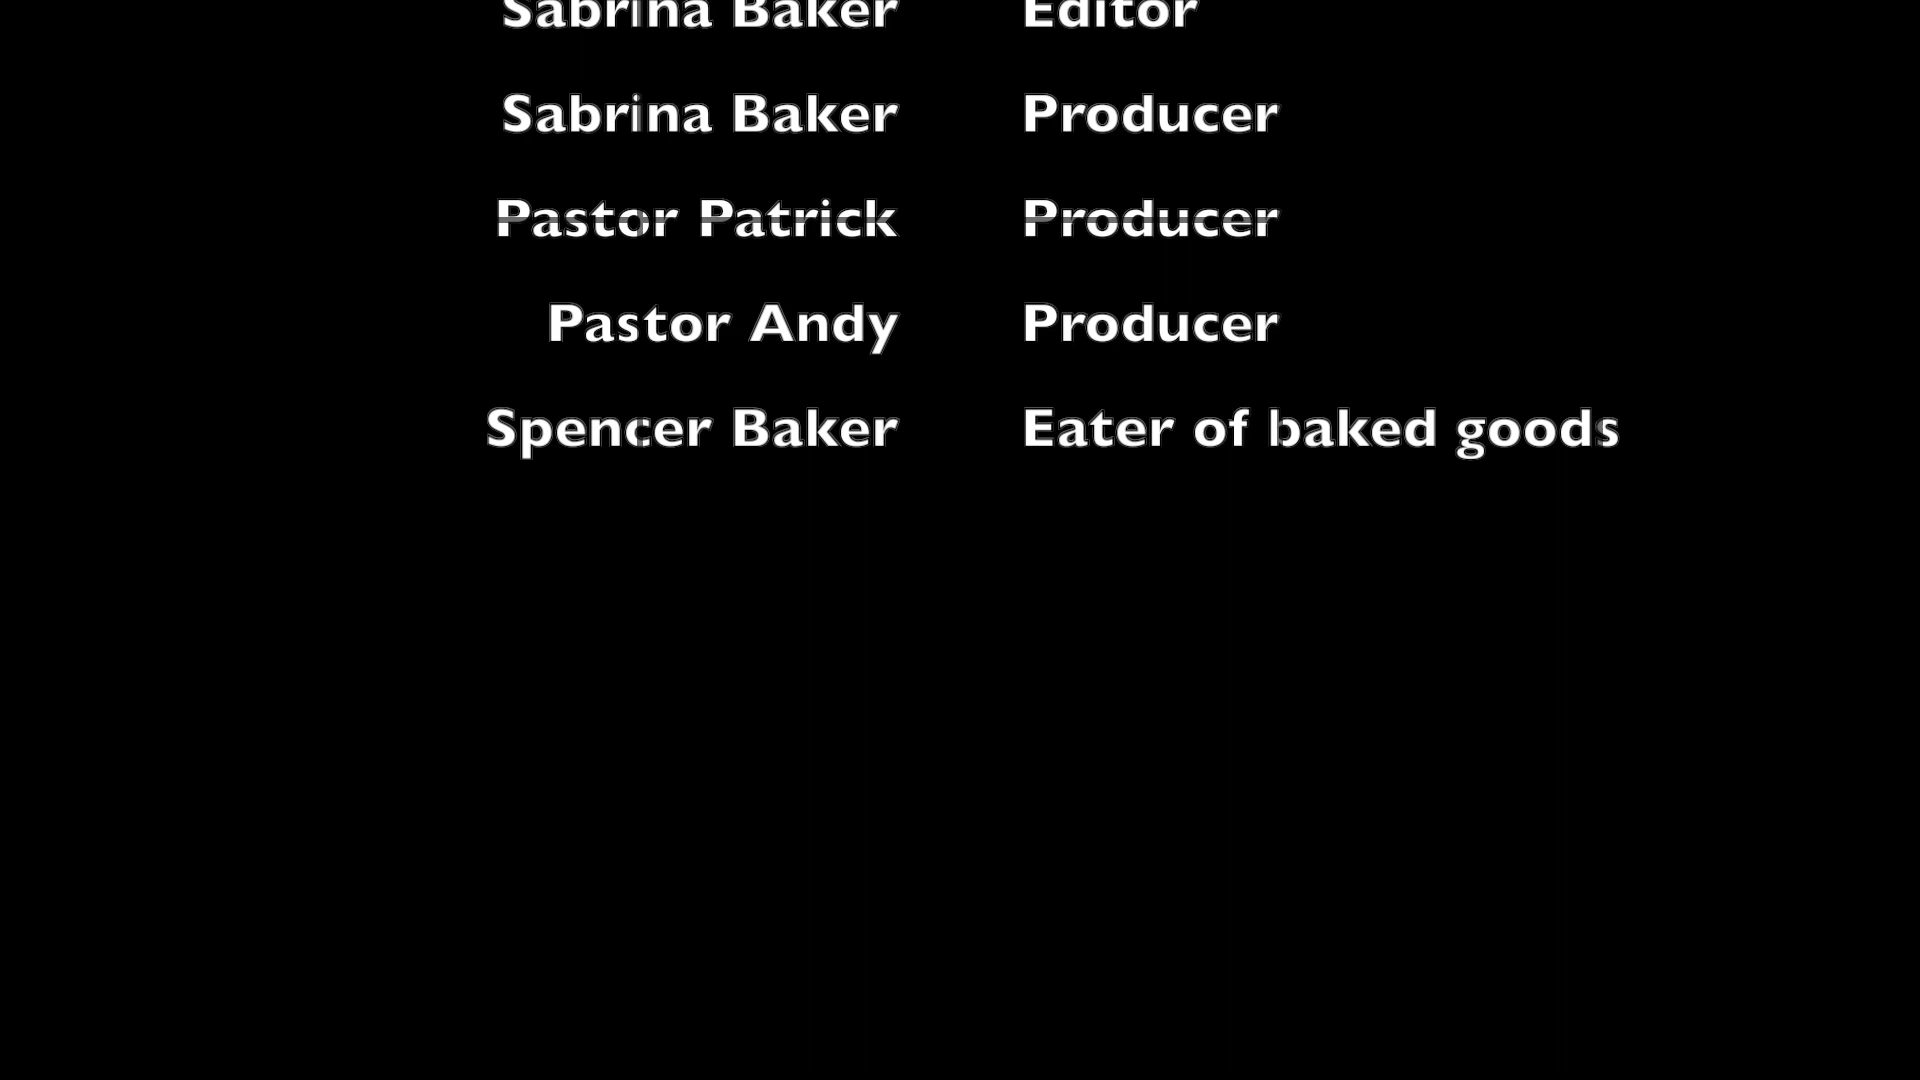 Sabrina Baker Editor
Sabrina Baker Producer
Pastor Patrick Producer
Pastor Andy Producer
Spencer Baker Eater of baked goods